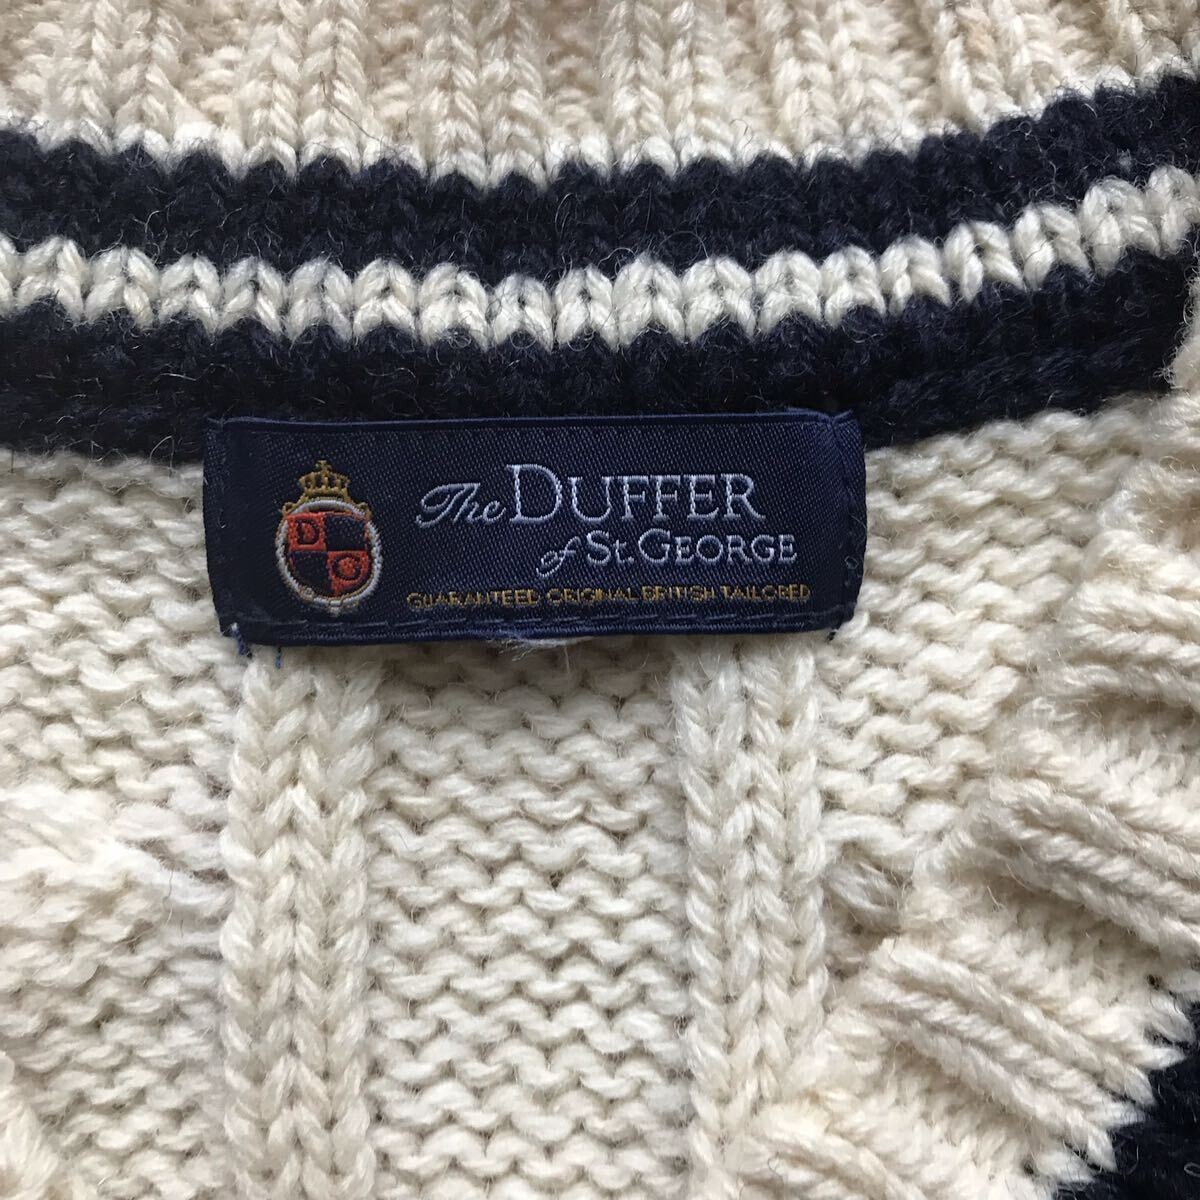 The DUFFER
of ST. GEORGE
GUARANTEED ORIGINAL BRITISH TAILORED
D
O